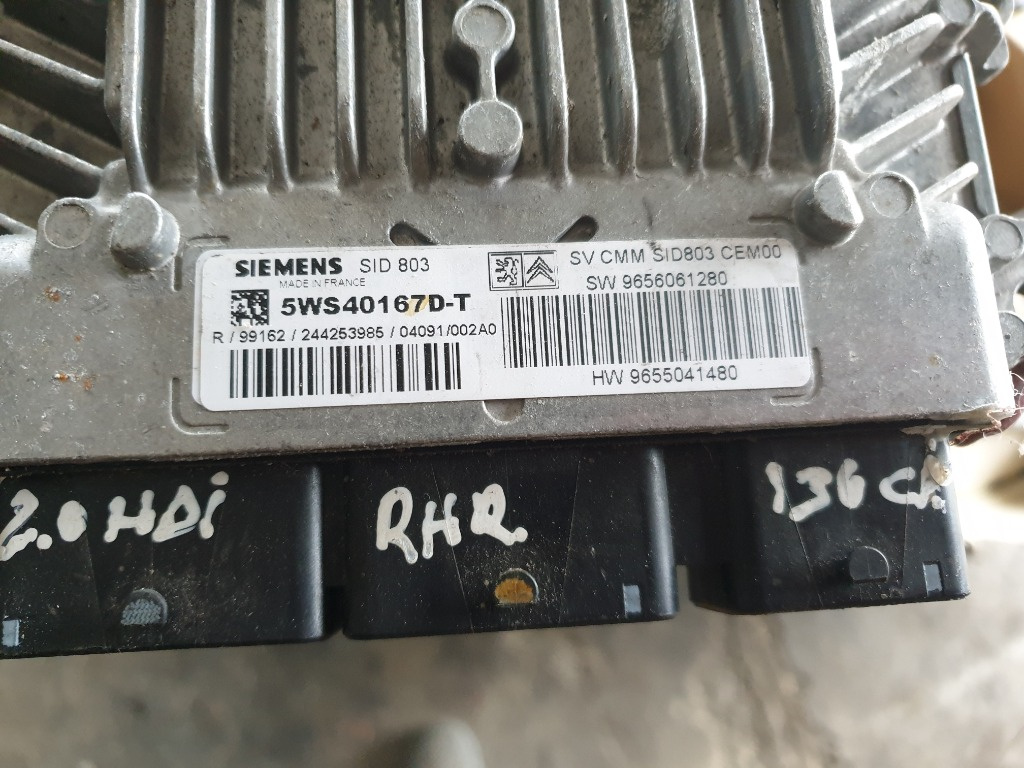 SIEMENS SID 803
MADE IN FRANCE
5WS40167D-T
R / 99162 / 244253985 / 04091/002A0
SV CMM SID803 CEM00
SW 9656061280
HW 9655041480
2.0 HDi RHR 136